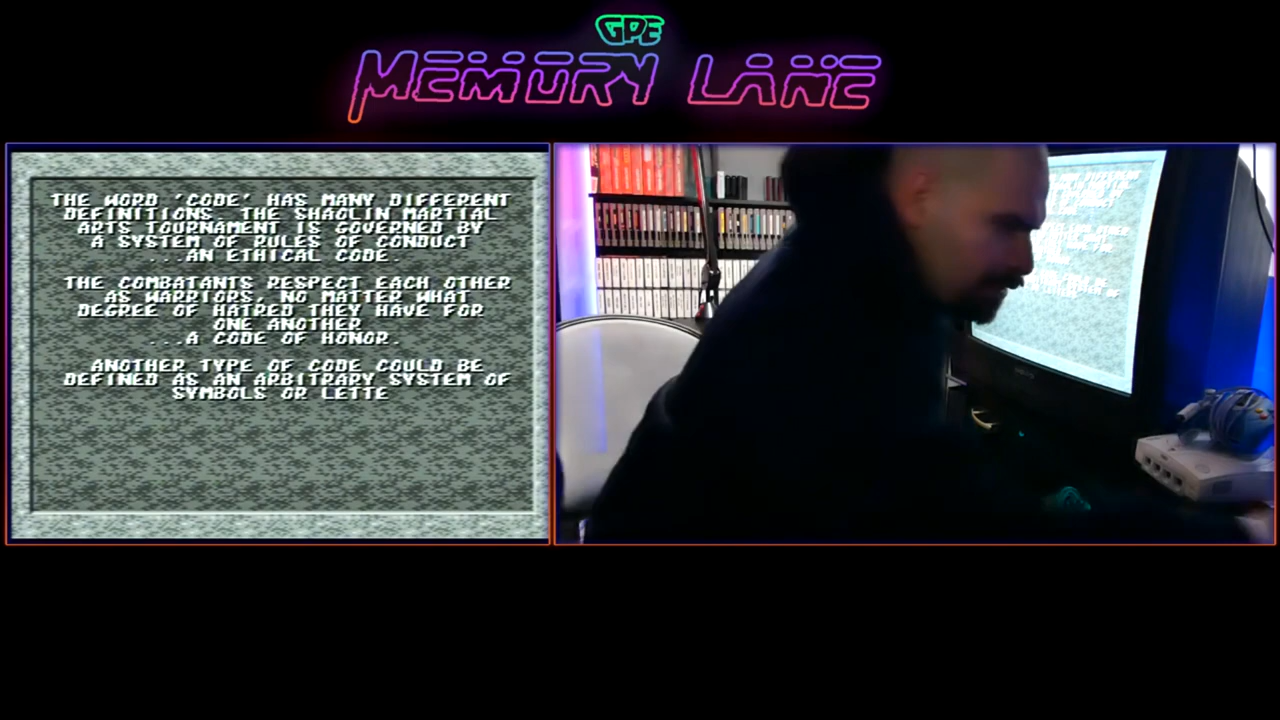 GPE
MEMORY LANE
THE WORD 'CODE' HAS MANY DIFFERENT
DEFINITIONS. THE SHAOLIN MARTIAL
ARTS TOURNAMENT IS GOVERNED BY
A SYSTEM OF RULES OF CONDUCT
...AN ETHICAL CODE.
THE COMBATANTS RESPECT EACH OTHER
AS WARRIORS, NO MATTER WHAT
DEGREE OF HATRED THEY HAVE FOR
ONE ANOTHER
...A CODE OF HONOR.
ANOTHER TYPE OF CODE COULD BE
DEFINED AS AN ARBITRARY SYSTEM OF
SYMBOLS OR LETTE